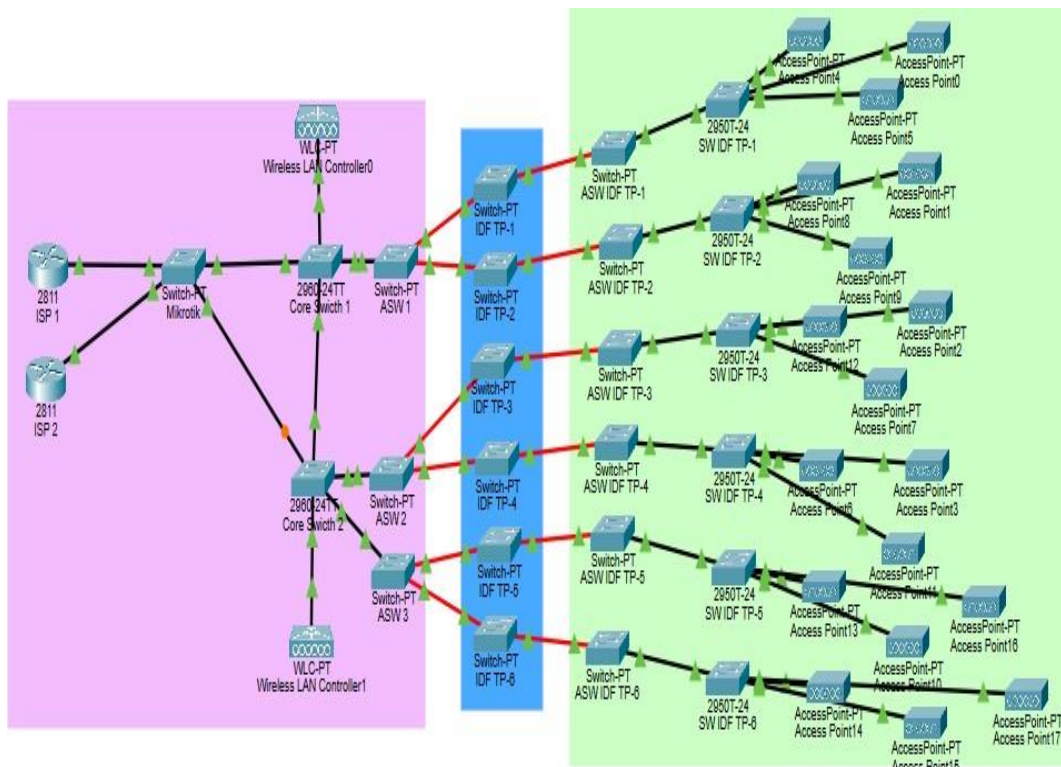 AccessPoint-PT
Access Point4
AccessPoint-PT
Access Point0
AccessPoint-PT
Access Point5
2950T-24
SW IDF TP-1
Switch-PT
ASW IDF TP-1
WLC-PT
Wireless LAN Controller0
Switch-PT
IDF TP-1
AccessPoint-PT
Access Point8
AccessPoint-PT
Access Point1
2950T-24
SW IDF TP-2
AccessPoint-PT
Access Point9
Switch-PT
ASW IDF TP-2
2811
ISP 1
Switch-PT
Mikrotik
2960-24TT
Core Swicth 1
Switch-PT
ASW 1
Switch-PT
IDF TP-2
2811
ISP 2
Switch-PT
IDF TP-3
Switch-PT
ASW IDF TP-3
2950T-24
SW IDF TP-3
AccessPoint-PT
Access Point12
AccessPoint-PT
Access Point2
AccessPoint-PT
Access Point7
2960-24TT
Core Swicth 2
Switch-PT
ASW 2
Switch-PT
IDF TP-4
Switch-PT
ASW IDF TP-4
2950T-24
SW IDF TP-4
AccessPoint-PT
Access Point6
AccessPoint-PT
Access Point3
AccessPoint-PT
Access Point11
Switch-PT
ASW 3
Switch-PT
IDF TP-5
Switch-PT
ASW IDF TP-5
2950T-24
SW IDF TP-5
AccessPoint-PT
Access Point13
AccessPoint-PT
Access Point16
AccessPoint-PT
Access Point10
WLC-PT
Wireless LAN Controller1
Switch-PT
IDF TP-6
Switch-PT
ASW IDF TP-6
2950T-24
SW IDF TP-6
AccessPoint-PT
Access Point14
AccessPoint-PT
Access Point17
AccessPoint-PT
Access Point15